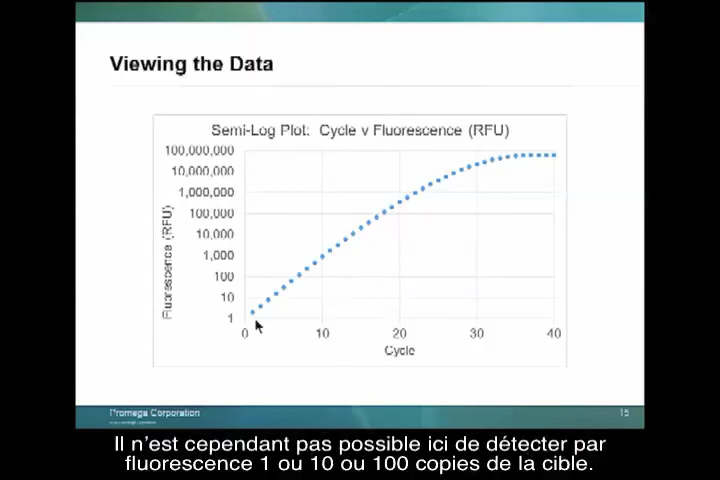 Viewing the Data
Semi-Log Plot: Cycle v Fluorescence (RFU)
100,000,000
10,000,000
1,000,000
100,000
10,000
1,000
100
10
1
Fluorescence (RFU)
0 10 20 30 40
Cycle
Promega Corporation
15
Il n'est cependant pas possible ici de détecter par
fluorescence 1 ou 10 ou 100 copies de la cible.